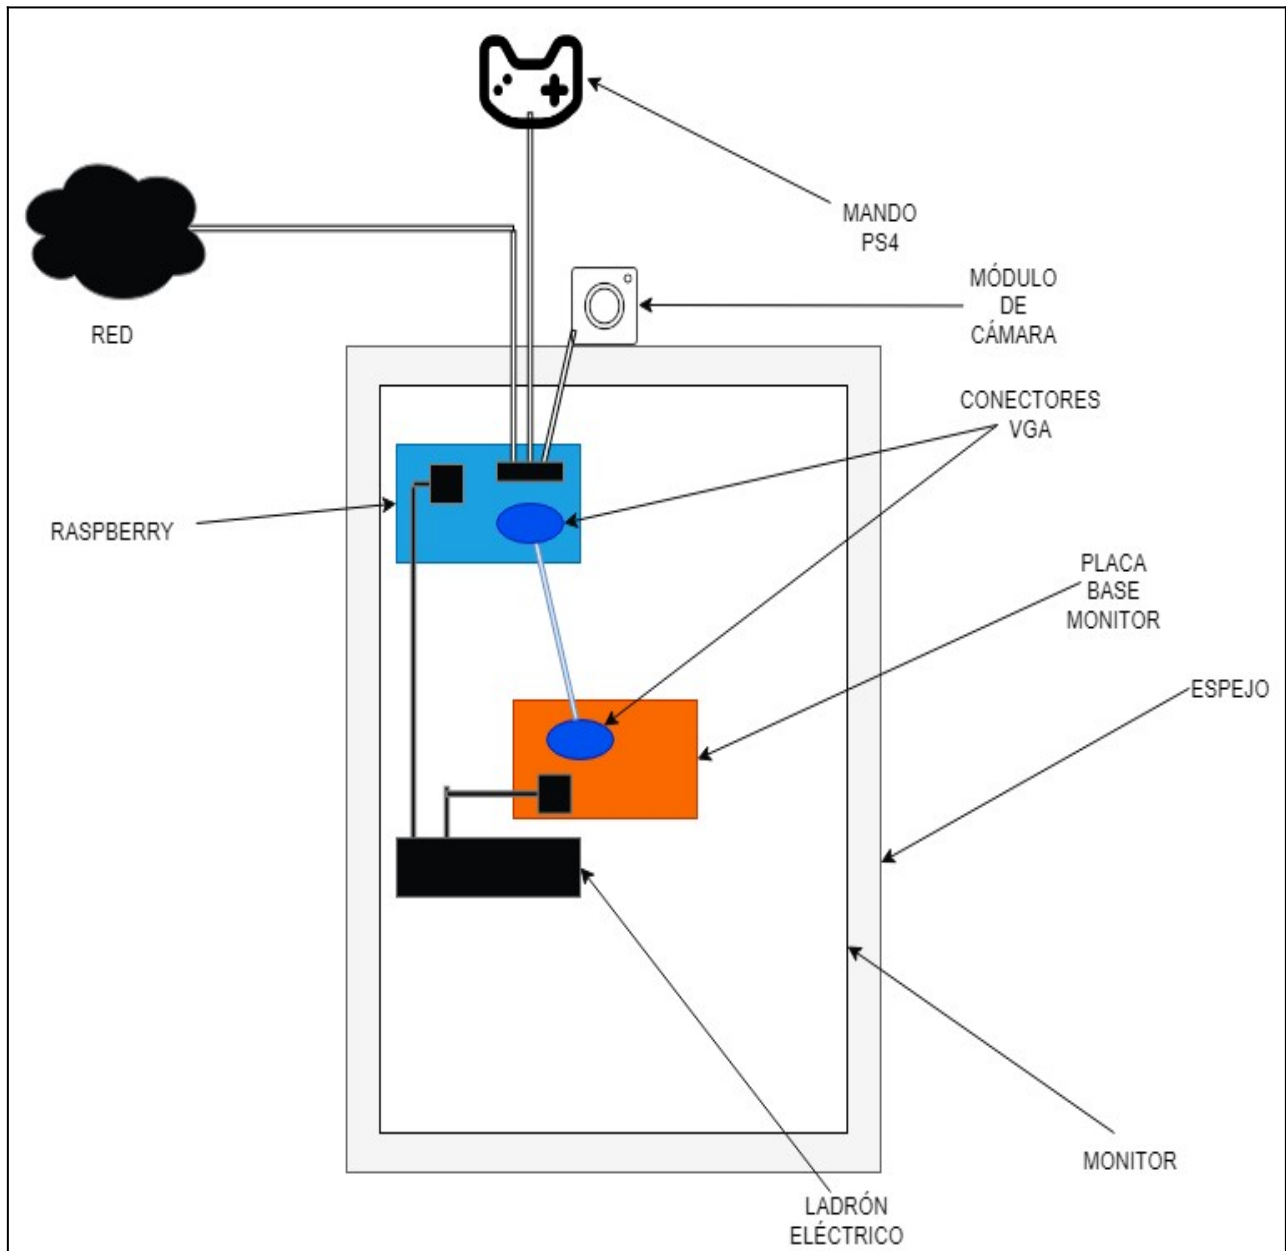 MANDO
PS4
MÓDULO
DE
CÁMARA
RED
CONECTORES
VGA
RASPBERRY
PLACA
BASE
MONITOR
ESPEJO
MONITOR
LADRÓN
ELÉCTRICO